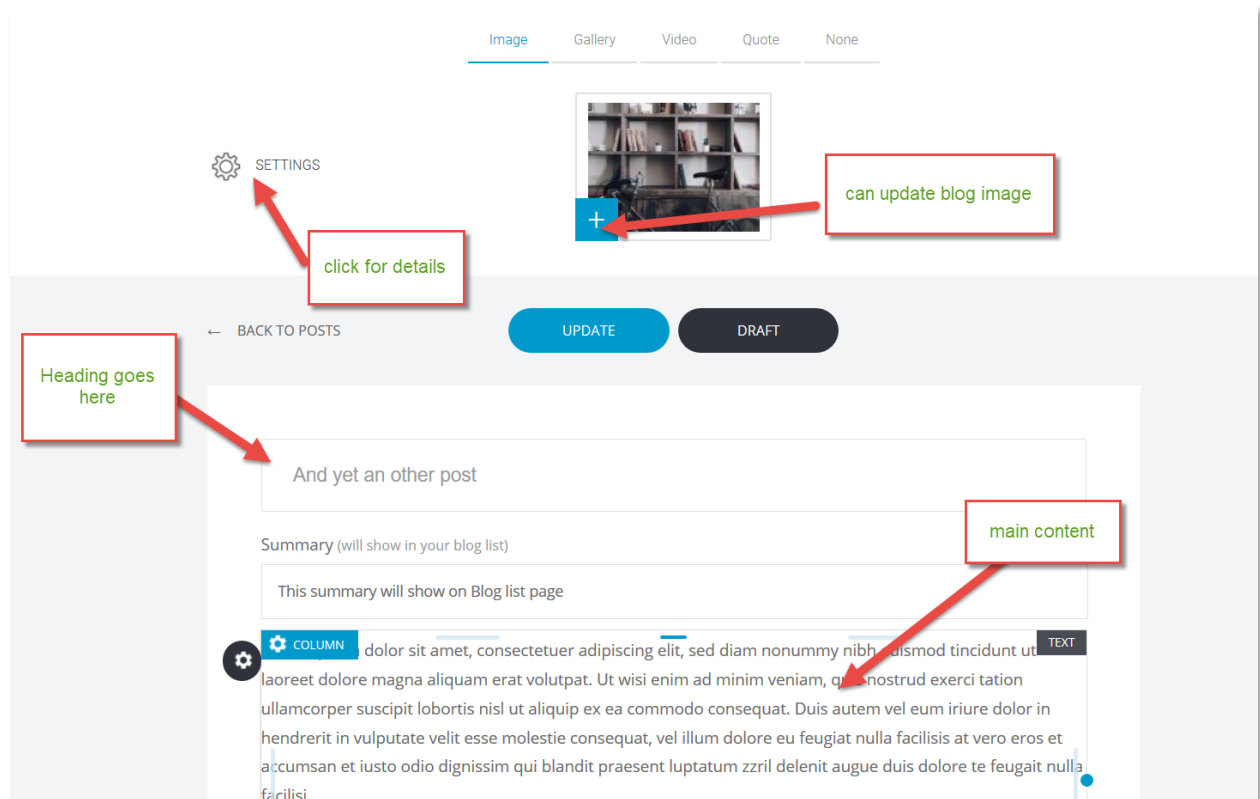 Image Gallery Video Quote None
SETTINGS
can update blog image
click for details
← BACK TO POSTS
UPDATE
DRAFT
Heading goes
here
And yet an other post
main content
Summary (will show in your blog list)
This summary will show on Blog list page
COLUMN
TEXT
dolor sit amet, consectetuer adipiscing elit, sed diam nonummy nibh euismod tincidunt ut
laoreet dolore magna aliquam erat volutpat. Ut wisi enim ad minim veniam, quis nostrud exerci tation
ullamcorper suscipit lobortis nisl ut aliquip ex ea commodo consequat. Duis autem vel eum iriure dolor in
hendrerit in vulputate velit esse molestie consequat, vel illum dolore eu feugiat nulla facilisis at vero eros et
accumsan et iusto odio dignissim qui blandit praesent luptatum zzril delenit augue duis dolore te feugait nulla
facilisi.